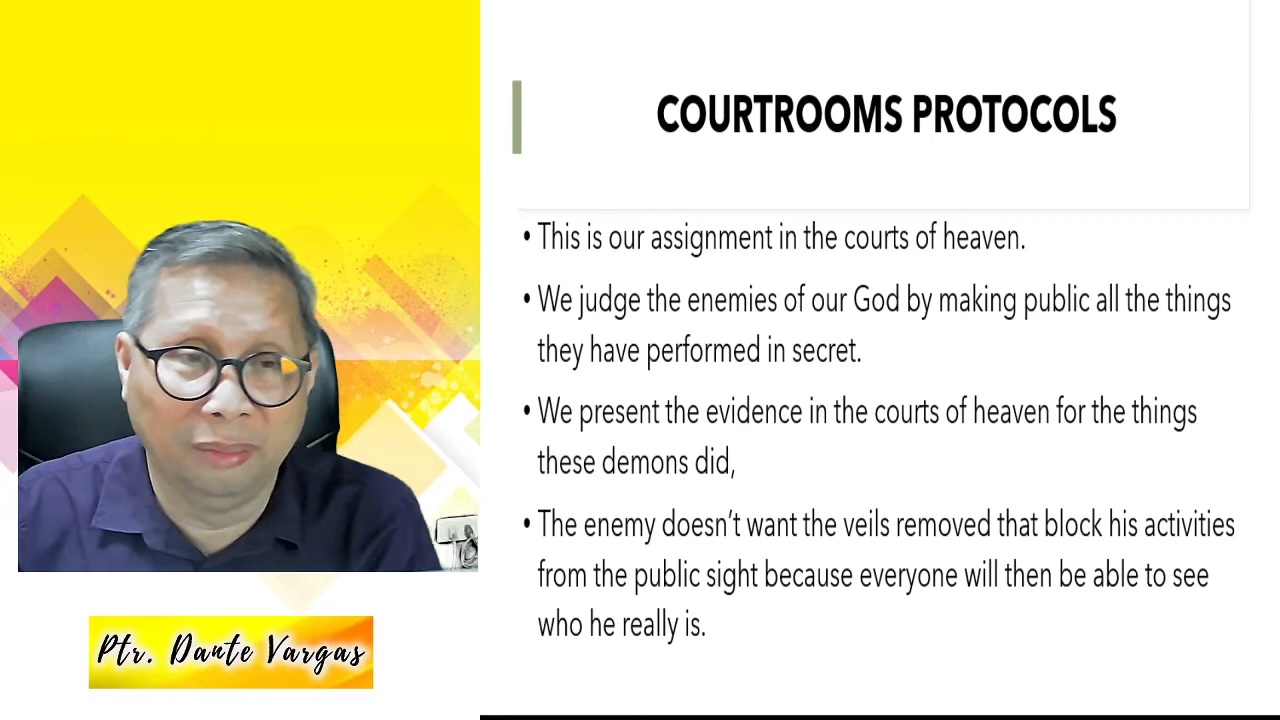 COURTROOMS PROTOCOLS
• This is our assignment in the courts of heaven.
• We judge the enemies of our God by making public all the things
they have performed in secret.
• We present the evidence in the courts of heaven for the things
these demons did,
• The enemy doesn't want the veils removed that block his activities
from the public sight because everyone will then be able to see
who he really is.
Ptr. Dante Vargas